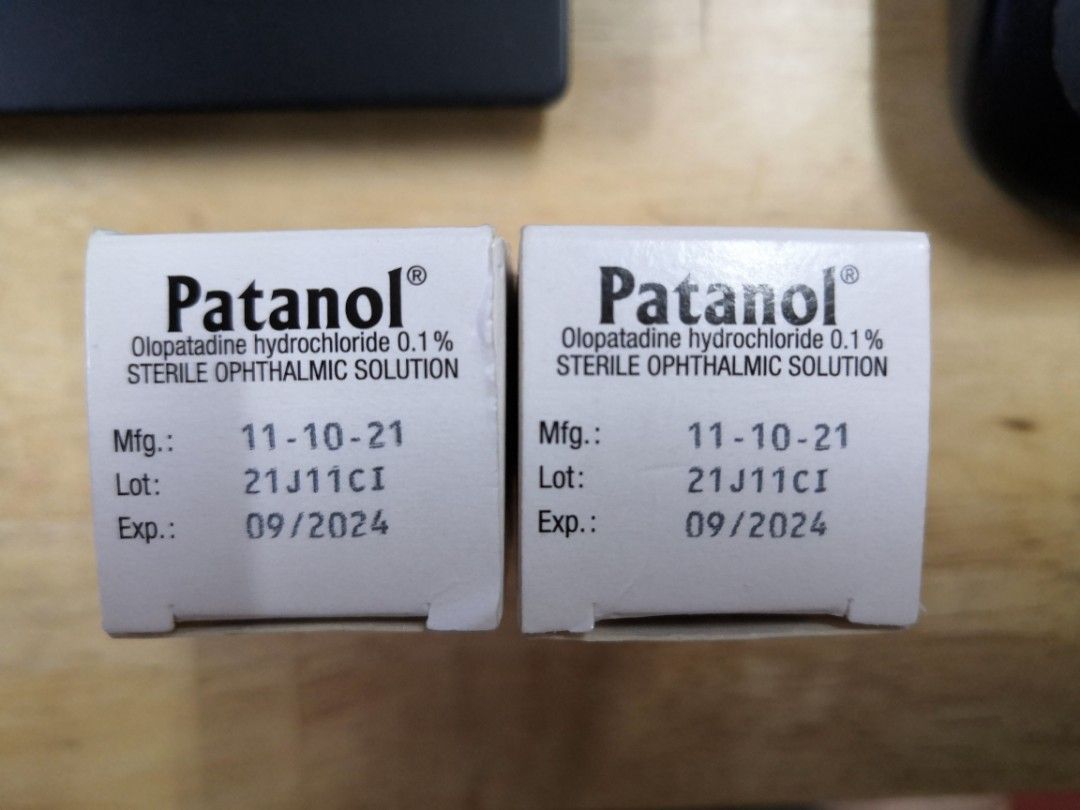 Patanol®
Olopatadine hydrochloride 0.1%
STERILE OPHTHALMIC SOLUTION
Mfg.: 11-10-21
Lot: 21J11CI
Exp.: 09/2024
Patanol®
Olopatadine hydrochloride 0.1%
STERILE OPHTHALMIC SOLUTION
Mfg.: 11-10-21
Lot: 21J11CI
Exp.: 09/2024